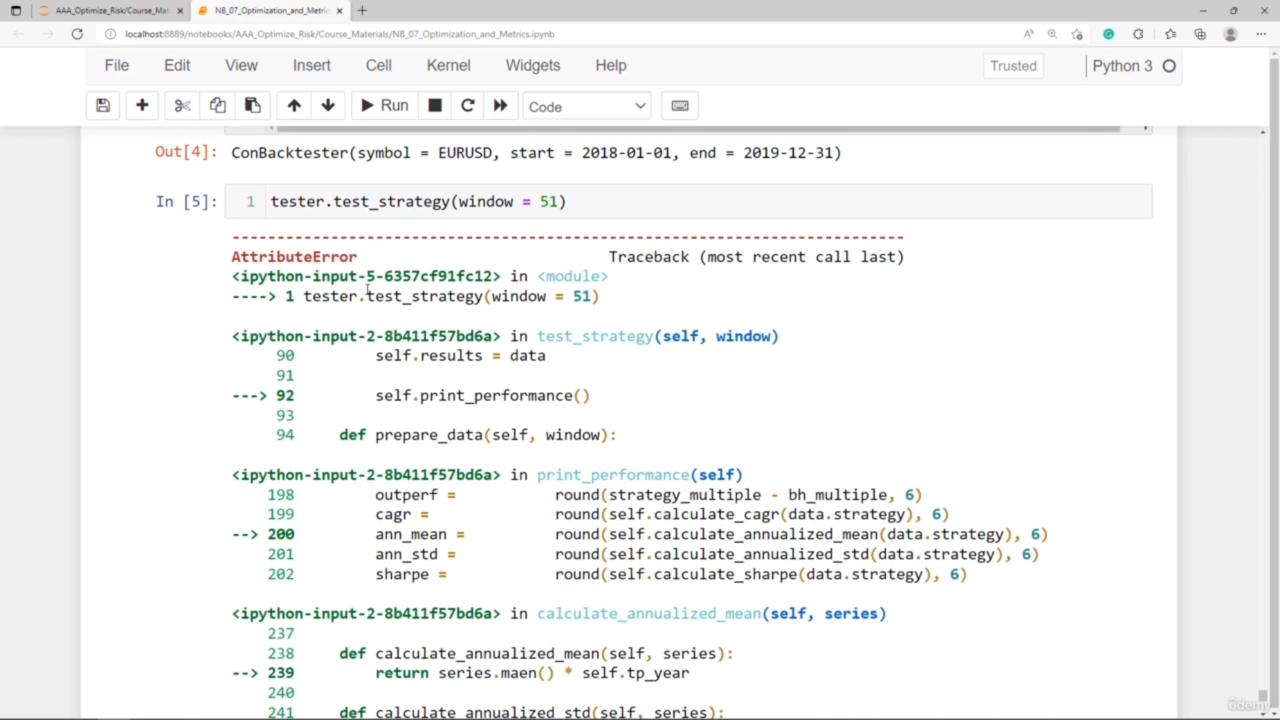 AAA_Optimize_Risk/Course_Mat
NB_07_Optimization_and_Metric
localhost:8889/notebooks/AAA_Optimize_Risk/Course_Materials/NB_07_Optimization_and_Metrics.ipynb
File Edit View Insert Cell Kernel Widgets Help Trusted Python 3
Run Code
Out[4]: ConBacktester(symbol = EURUSD, start = 2018-01-01, end = 2019-12-31)
In [5]: 1 tester.test_strategy(window = 51)
---------------------------------------------------------------------------
AttributeError Traceback (most recent call last)
<ipython-input-5-6357cf91fc12> in <module>
----> 1 tester.test_strategy(window = 51)
<ipython-input-2-8b411f57bd6a> in test_strategy(self, window)
90 self.results = data
91
---> 92 self.print_performance()
93
94 def prepare_data(self, window):
<ipython-input-2-8b411f57bd6a> in print_performance(self)
198 outperf = round(strategy_multiple - bh_multiple, 6)
199 cagr = round(self.calculate_cagr(data.strategy), 6)
--> 200 ann_mean = round(self.calculate_annualized_mean(data.strategy), 6)
201 ann_std = round(self.calculate_annualized_std(data.strategy), 6)
202 sharpe = round(self.calculate_sharpe(data.strategy), 6)
<ipython-input-2-8b411f57bd6a> in calculate_annualized_mean(self, series)
237
238 def calculate_annualized_mean(self, series):
--> 239 return series.maen() * self.tp_year
240
241 def calculate_annualized_std(self, series):
ûdemy